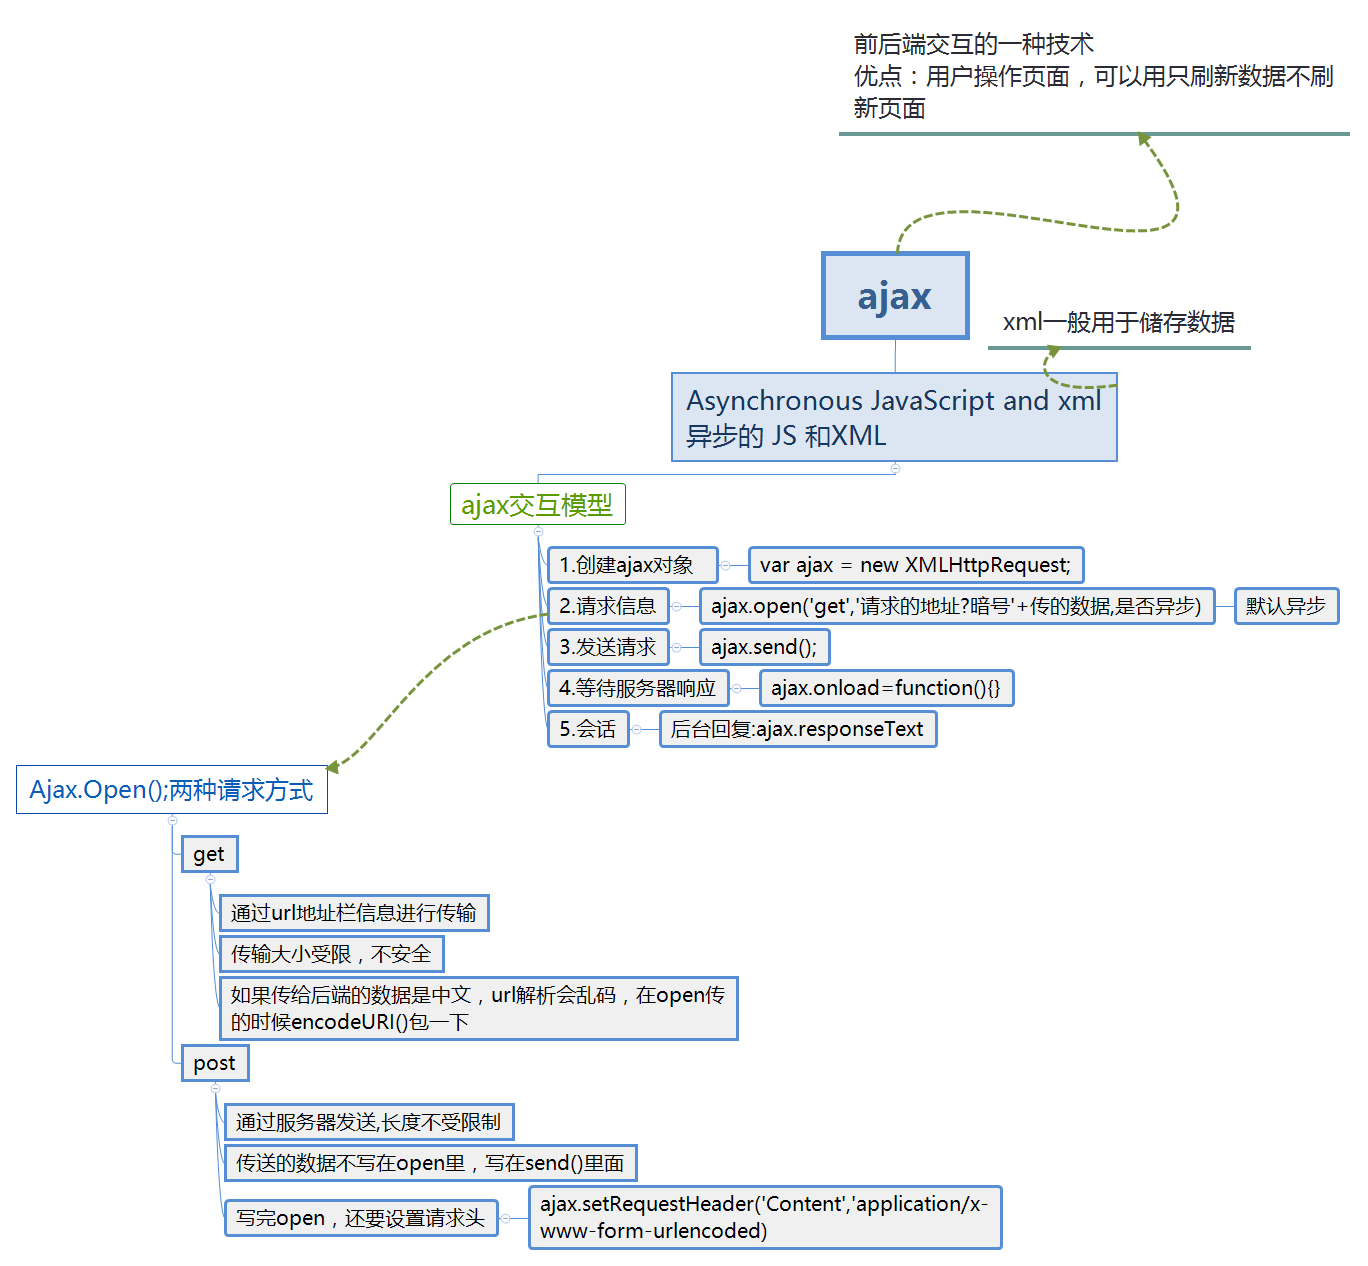 前后端交互的一种技术
优点：用户操作页面，可以用只刷新数据不刷
新页面
ajax
xml一般用于储存数据
Asynchronous JavaScript and xml
异步的 JS 和XML
ajax交互模型
1.创建ajax对象
var ajax = new XMLHttpRequest;
2.请求信息
ajax.open('get','请求的地址?暗号'+传的数据,是否异步)
默认异步
3.发送请求
ajax.send();
4.等待服务器响应
ajax.onload=function(){}
5.会话
后台回复:ajax.responseText
Ajax.Open();两种请求方式
get
通过url地址栏信息进行传输
传输大小受限，不安全
如果传给后端的数据是中文，url解析会乱码，在open传
的时候encodeURI()包一下
post
通过服务器发送,长度不受限制
传送的数据不写在open里，写在send()里面
写完open，还要设置请求头
ajax.setRequestHeader('Content','application/x-
www-form-urlencoded)